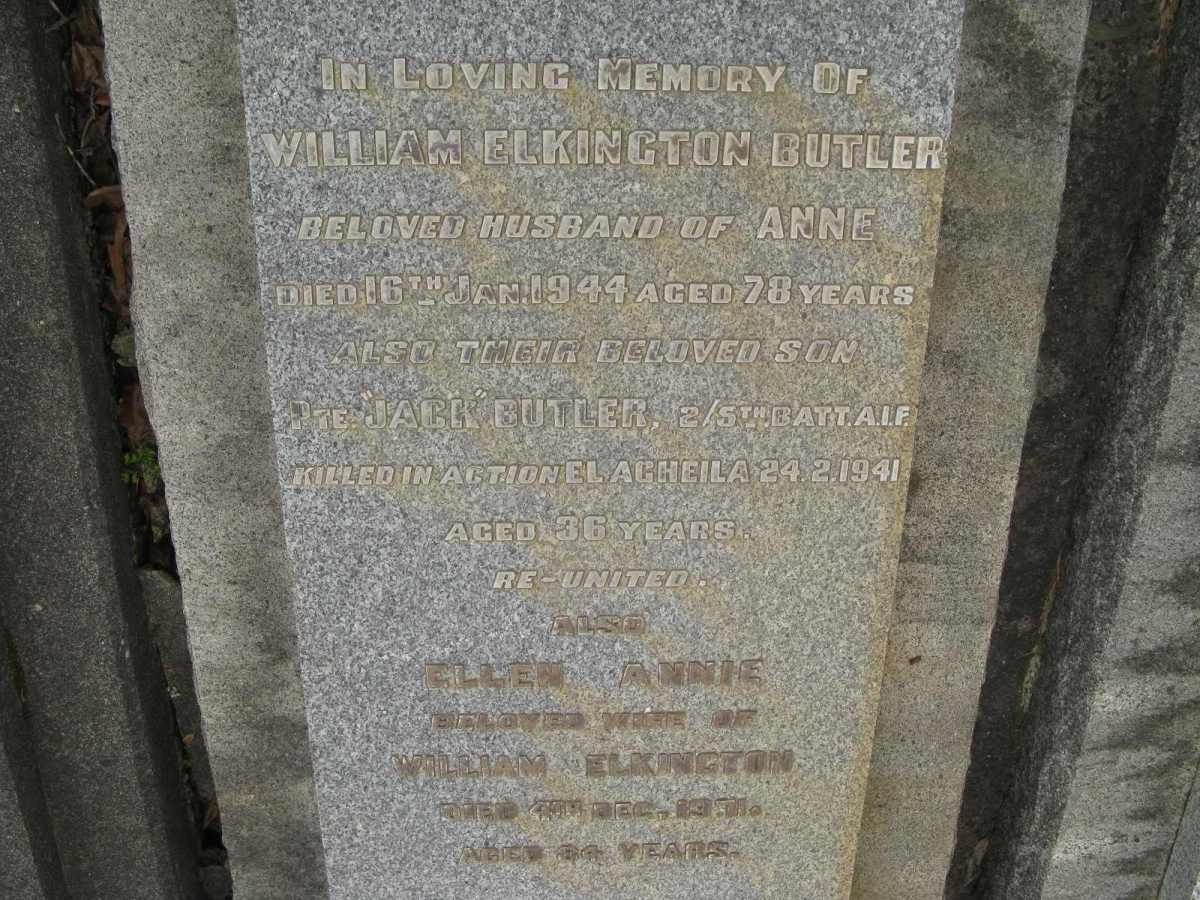 IN LOVING MEMORY OF
WILLIAM ELKINGTON BUTLER
BELOVED HUSBAND OF ANNE
DIED 16TH JAN. 1944 AGED 78 YEARS
ALSO THEIR BELOVED SON
PTE. "JACK" BUTLER, 2/5TH BATT. A.I.F.
KILLED IN ACTION EL AGHEILA 24.2.1941
AGED 36 YEARS.
RE-UNITED.
ALSO
ELLEN ANNIE
BELOVED WIFE OF
WILLIAM ELKINGTON
DIED 4TH DEC., 1971.
AGED 84 YEARS.